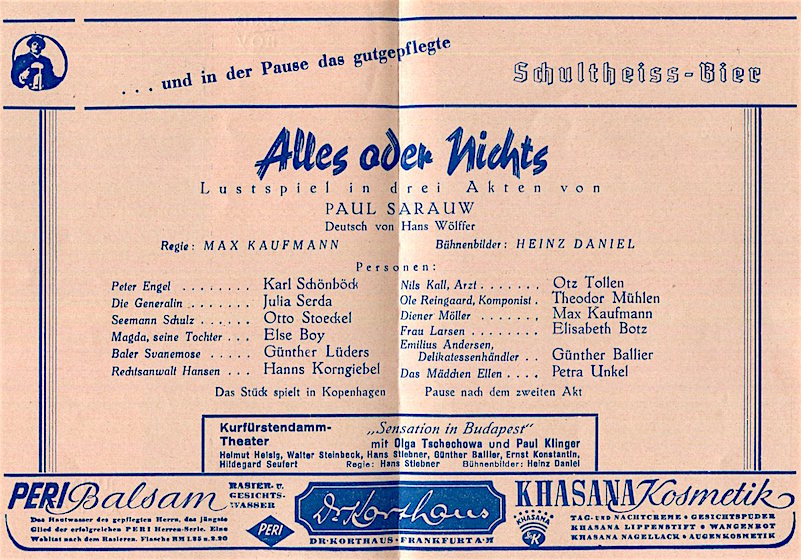 ... und in der Pause das gutgepflegte
Schultheiss-Bier
Alles oder Nichts
Lustspiel in drei Akten von
PAUL SARAUW
Deutsch von Hans Wölffer
Regie: MAX KAUFMANN
Bühnenbilder: HEINZ DANIEL
Personen:
Peter Engel ........ Karl Schönböck
Die Generalin ........ Julia Serda
Seemann Schulz ...... Otto Stoeckel
Magda, seine Tochter ... Else Boy
Baler Svanemose ..... Günther Lüders
Rechtsanwalt Hansen ... Hanns Korngiebel
Nils Kall, Arzt ....... Otz Tollen
Ole Reingaard, Komponist . Theodor Mühlen
Diener Möller ....... Max Kaufmann
Frau Larsen ........ Elisabeth Botz
Emilius Andersen,
Delikatessenhändler .. Günther Ballier
Das Mädchen Ellen .... Petra Unkel
Das Stück spielt in Kopenhagen
Pause nach dem zweiten Akt
Kurfürstendamm-
Theater
„Sensation in Budapest"
mit Olga Tschechowa und Paul Klinger
Helmut Heisig, Walter Steinbeck, Hans Stiebner, Günther Ballier, Ernst Konstantin,
Hildegard Seufert
Regie: Hans Stiebner
Bühnenbilder: Heinz Daniel
PERI Balsam
RASIER- U.
GESICHTS-
WASSER
Das Hautwasser des gepflegten Herrn, das jüngste
Glied der erfolgreichen PERI Herren-Serie. Eine
Wohltat nach dem Rasieren. Flasche RM 1.25 u. 2.20
PERI
Dr. Korthaus
DR. KORTHAUS · FRANKFURT A. M
KHASANA
KHASANA Kosmetik
TAG- UND NACHTCREME • GESICHTSPUDER
KHASANA LIPPENSTIFT • WANGENROT
KHASANA NAGELLACK • AUGENKOSMETIK